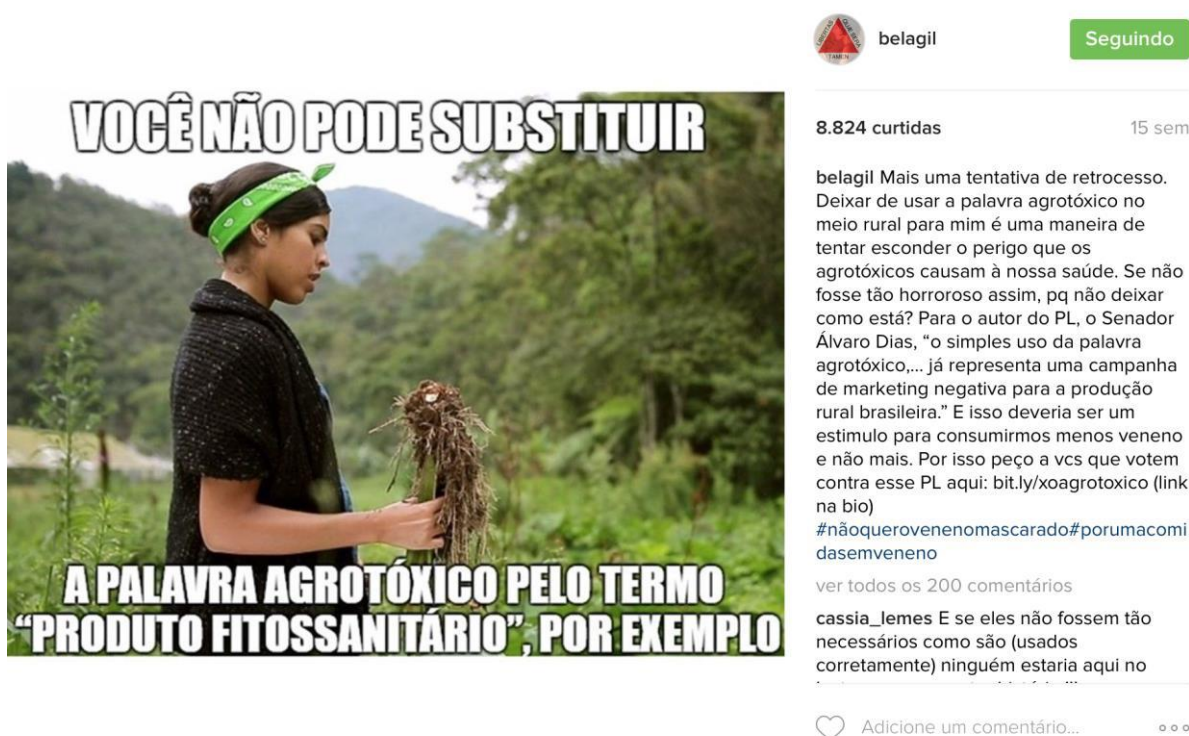 VOCÊ NÃO PODE SUBSTITUIR
A PALAVRA AGROTÓXICO PELO TERMO
“PRODUTO FITOSSANITÁRIO”, POR EXEMPLO
belagil
Seguindo
8.824 curtidas
15 sem
belagil Mais uma tentativa de retrocesso.
Deixar de usar a palavra agrotóxico no
meio rural para mim é uma maneira de
tentar esconder o perigo que os
agrotóxicos causam à nossa saúde. Se não
fosse tão horroroso assim, pq não deixar
como está? Para o autor do PL, o Senador
Álvaro Dias, “o simples uso da palavra
agrotóxico,... já representa uma campanha
de marketing negativa para a produção
rural brasileira.” E isso deveria ser um
estimulo para consumirmos menos veneno
e não mais. Por isso peço a vcs que votem
contra esse PL aqui: bit.ly/xoagrotoxico (link
na bio)
#nãoquerovenenomascarado#porumacomi
dasemveneno
ver todos os 200 comentários
cassia_lemes E se eles não fossem tão
necessários como são (usados
corretamente) ninguém estaria aqui no
Adicione um comentário...